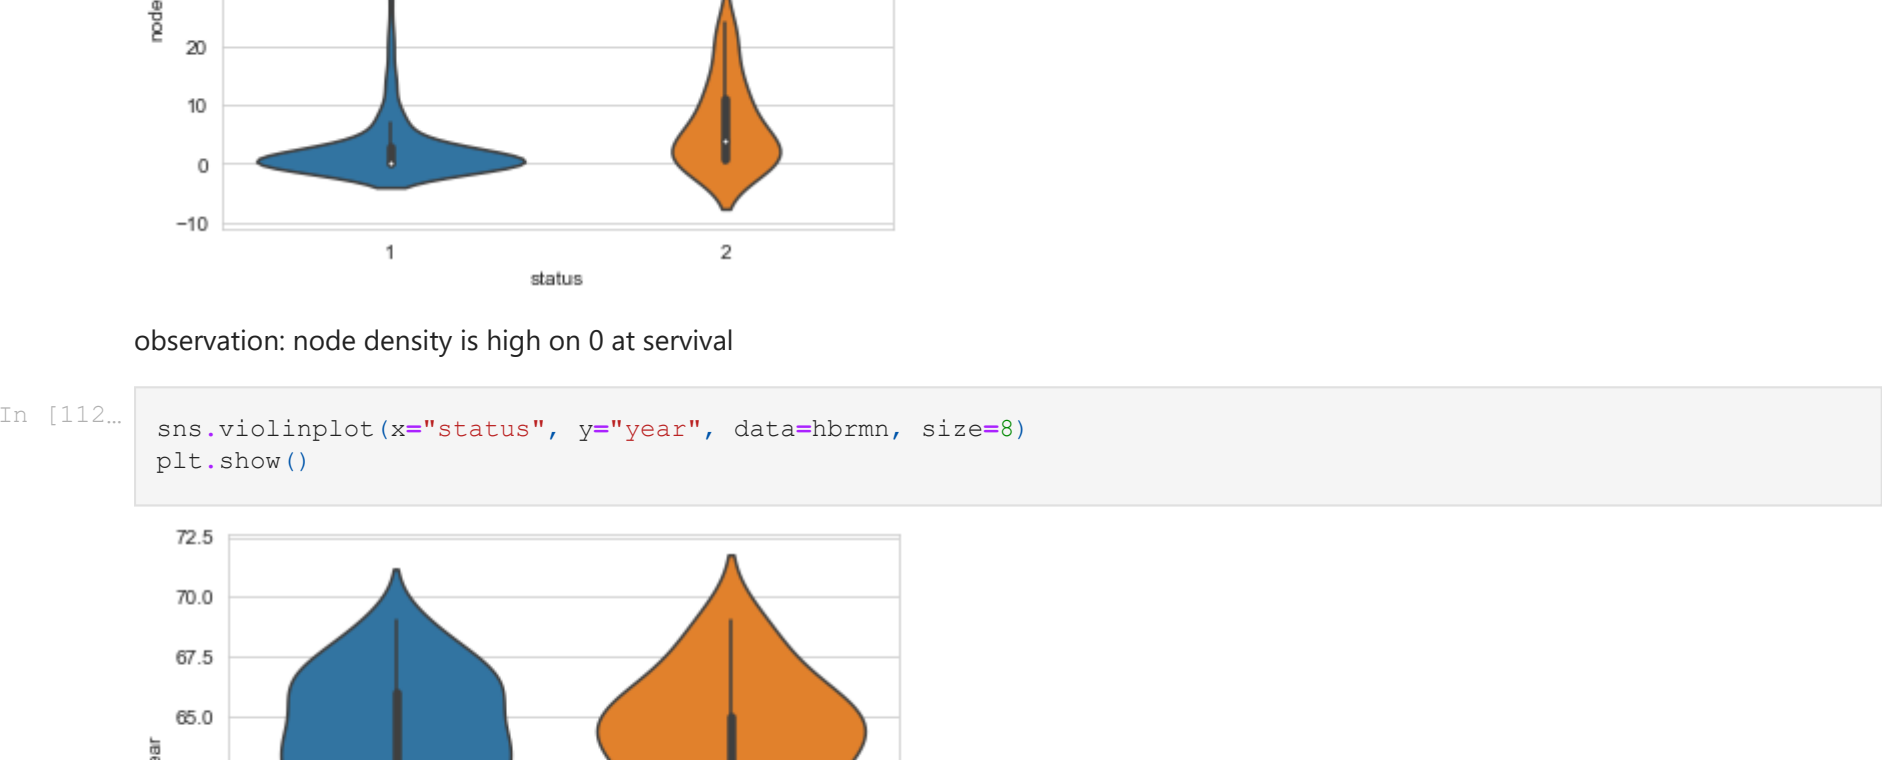 node
20
10
0
−10
1 2
status
observation: node density is high on 0 at servival
In [112…
sns.violinplot(x="status", y="year", data=hbrmn, size=8)
plt.show()
72.5
70.0
67.5
65.0